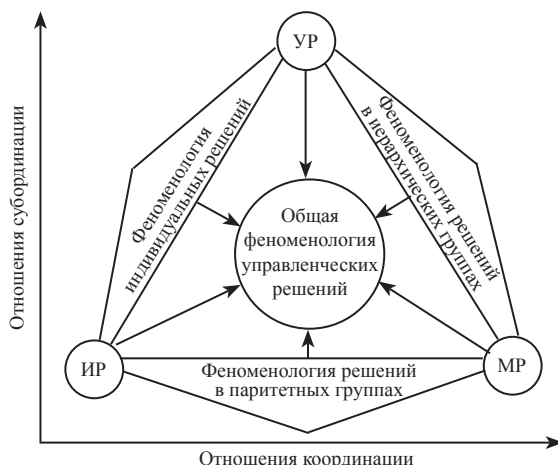 УР
Отношения субординации
Феноменология
индивидуальных решений
Феноменология решений
в иерархических группах
Общая
феноменология
управленческих
решений
ИР
МР
Феноменология решений
в паритетных группах
Отношения координации